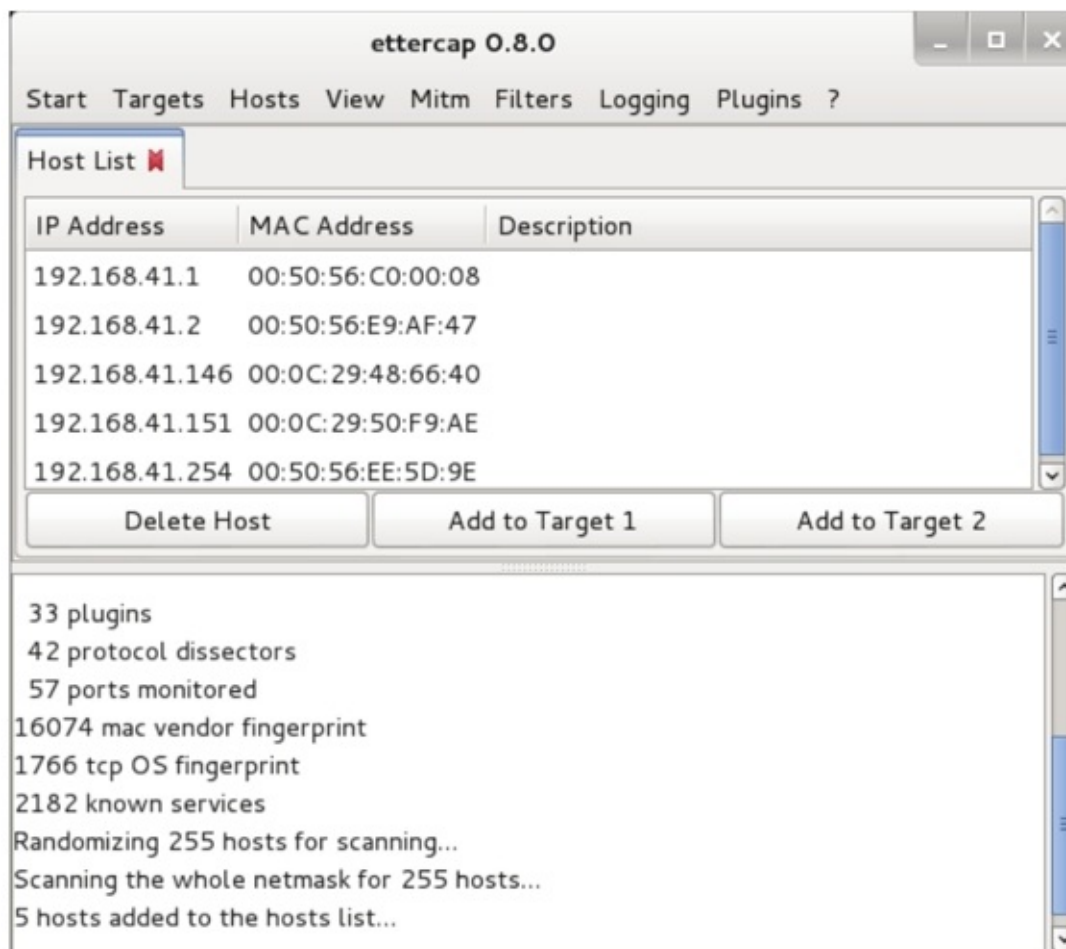 ettercap 0.8.0
Start Targets Hosts View Mitm Filters Logging Plugins ?
Host List
IP Address MAC Address Description
192.168.41.1 00:50:56:C0:00:08
192.168.41.2 00:50:56:E9:AF:47
192.168.41.146 00:0C:29:48:66:40
192.168.41.151 00:0C:29:50:F9:AE
192.168.41.254 00:50:56:EE:5D:9E
Delete Host Add to Target 1 Add to Target 2
33 plugins
42 protocol dissectors
57 ports monitored
16074 mac vendor fingerprint
1766 tcp OS fingerprint
2182 known services
Randomizing 255 hosts for scanning...
Scanning the whole netmask for 255 hosts...
5 hosts added to the hosts list...